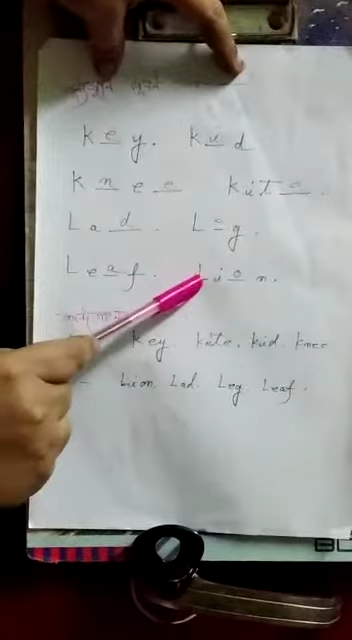 Key. Kid
Knee Kite.
Lad. Leg.
Leaf. Lion.
Key. kite. kid. knee
Lion. Lad. Leg. Leaf.